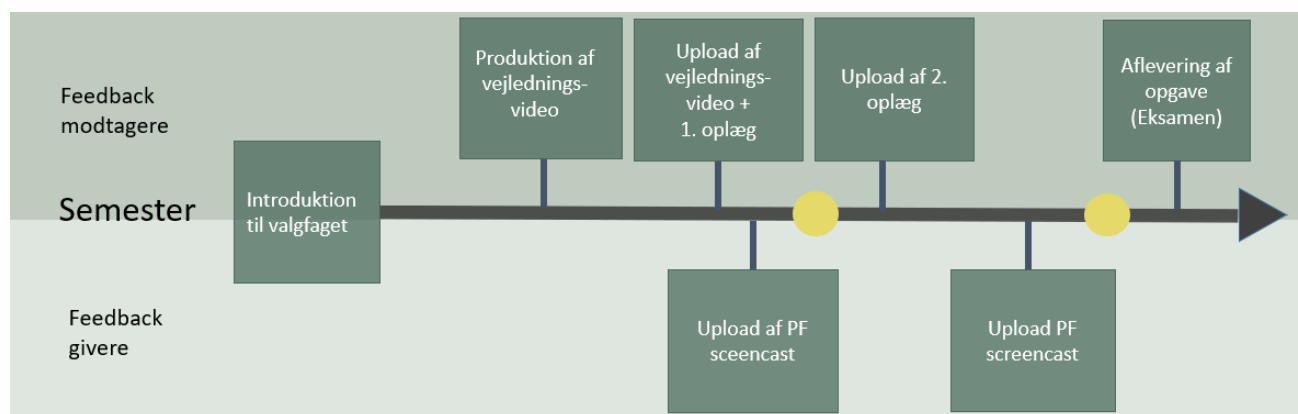 Feedback
modtagere
Produktion af
vejlednings-
video
Upload af
vejlednings-
video +
1. oplæg
Upload af 2.
oplæg
Aflevering af
opgave
(Eksamen)
Semester
Introduktion
til valgfaget
Feedback
givere
Upload af PF
sceencast
Upload PF
screencast